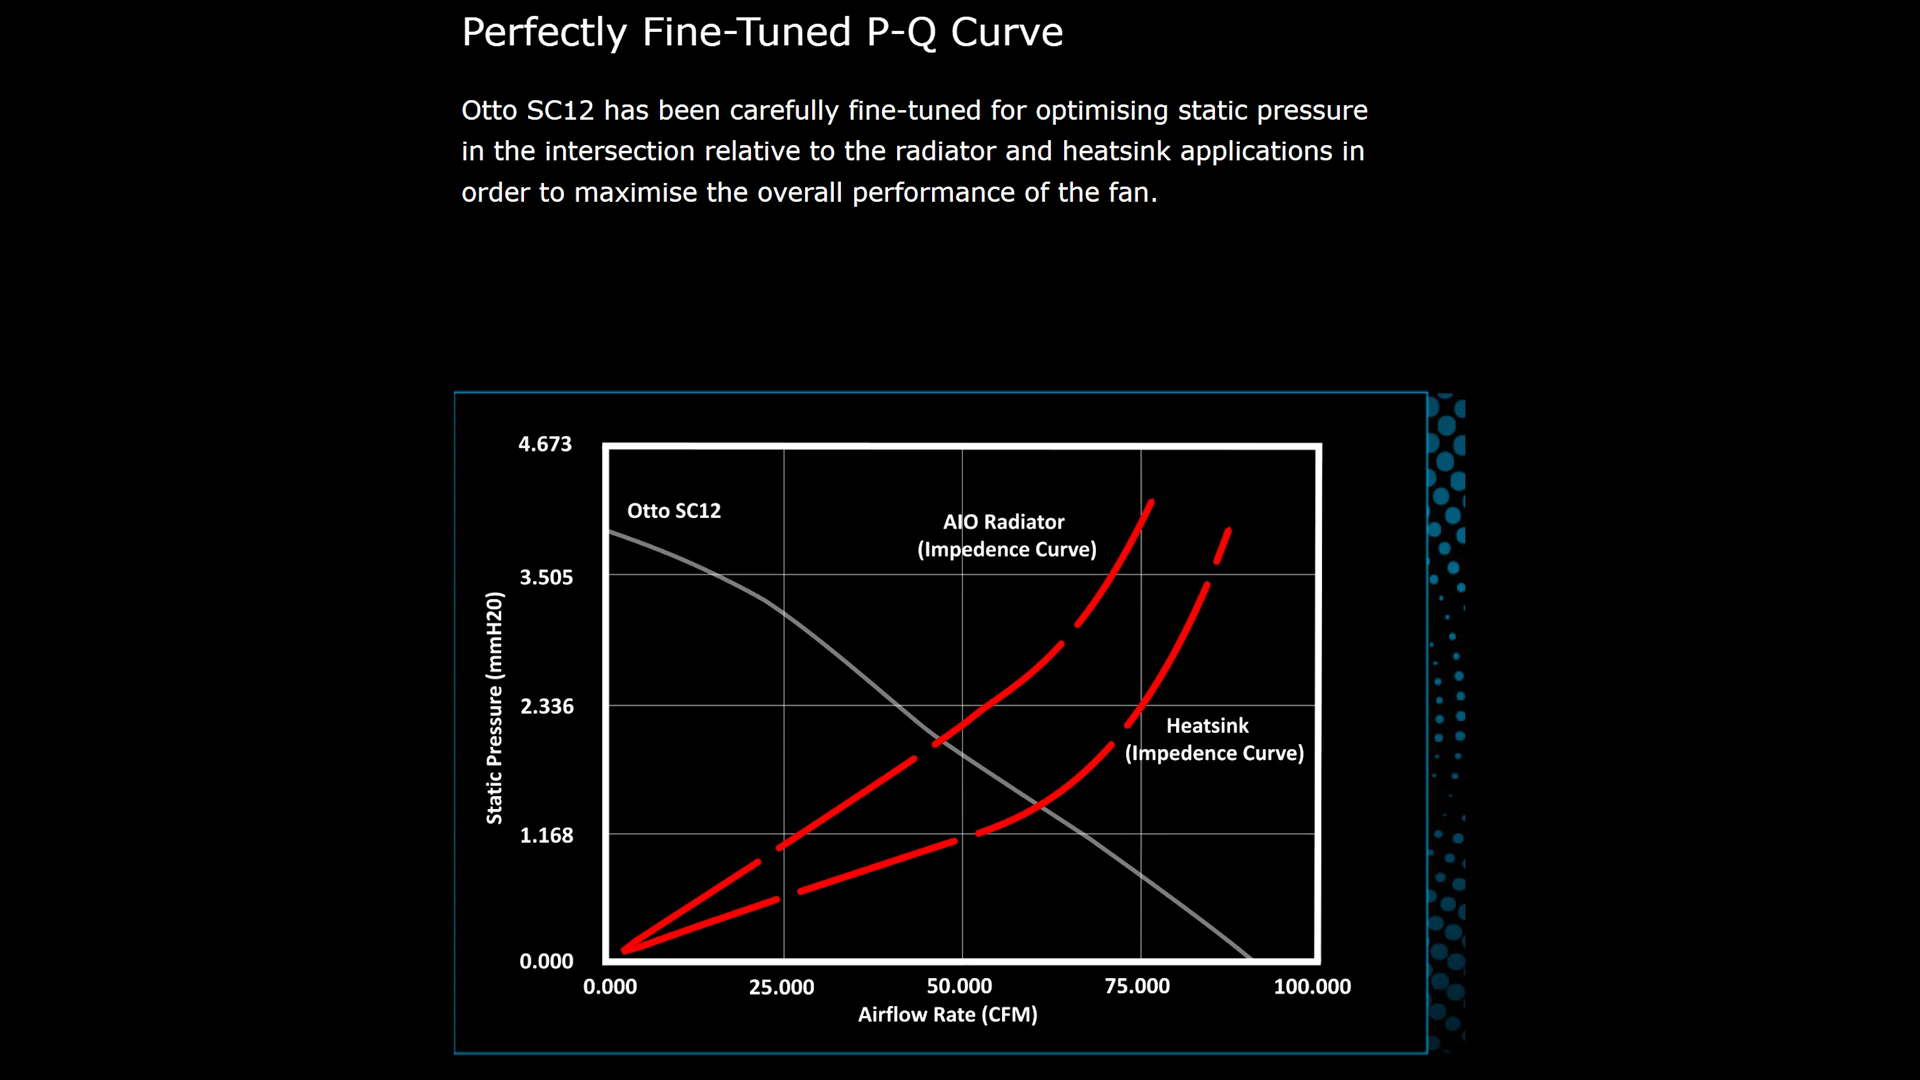 Perfectly Fine-Tuned P-Q Curve
Otto SC12 has been carefully fine-tuned for optimising static pressure
in the intersection relative to the radiator and heatsink applications in
order to maximise the overall performance of the fan.
4.673
Otto SC12
AIO Radiator
(Impedence Curve)
3.505
Static Pressure (mmH20)
2.336
Heatsink
(Impedence Curve)
1.168
0.000
0.000
25.000
50.000
75.000
100.000
Airflow Rate (CFM)